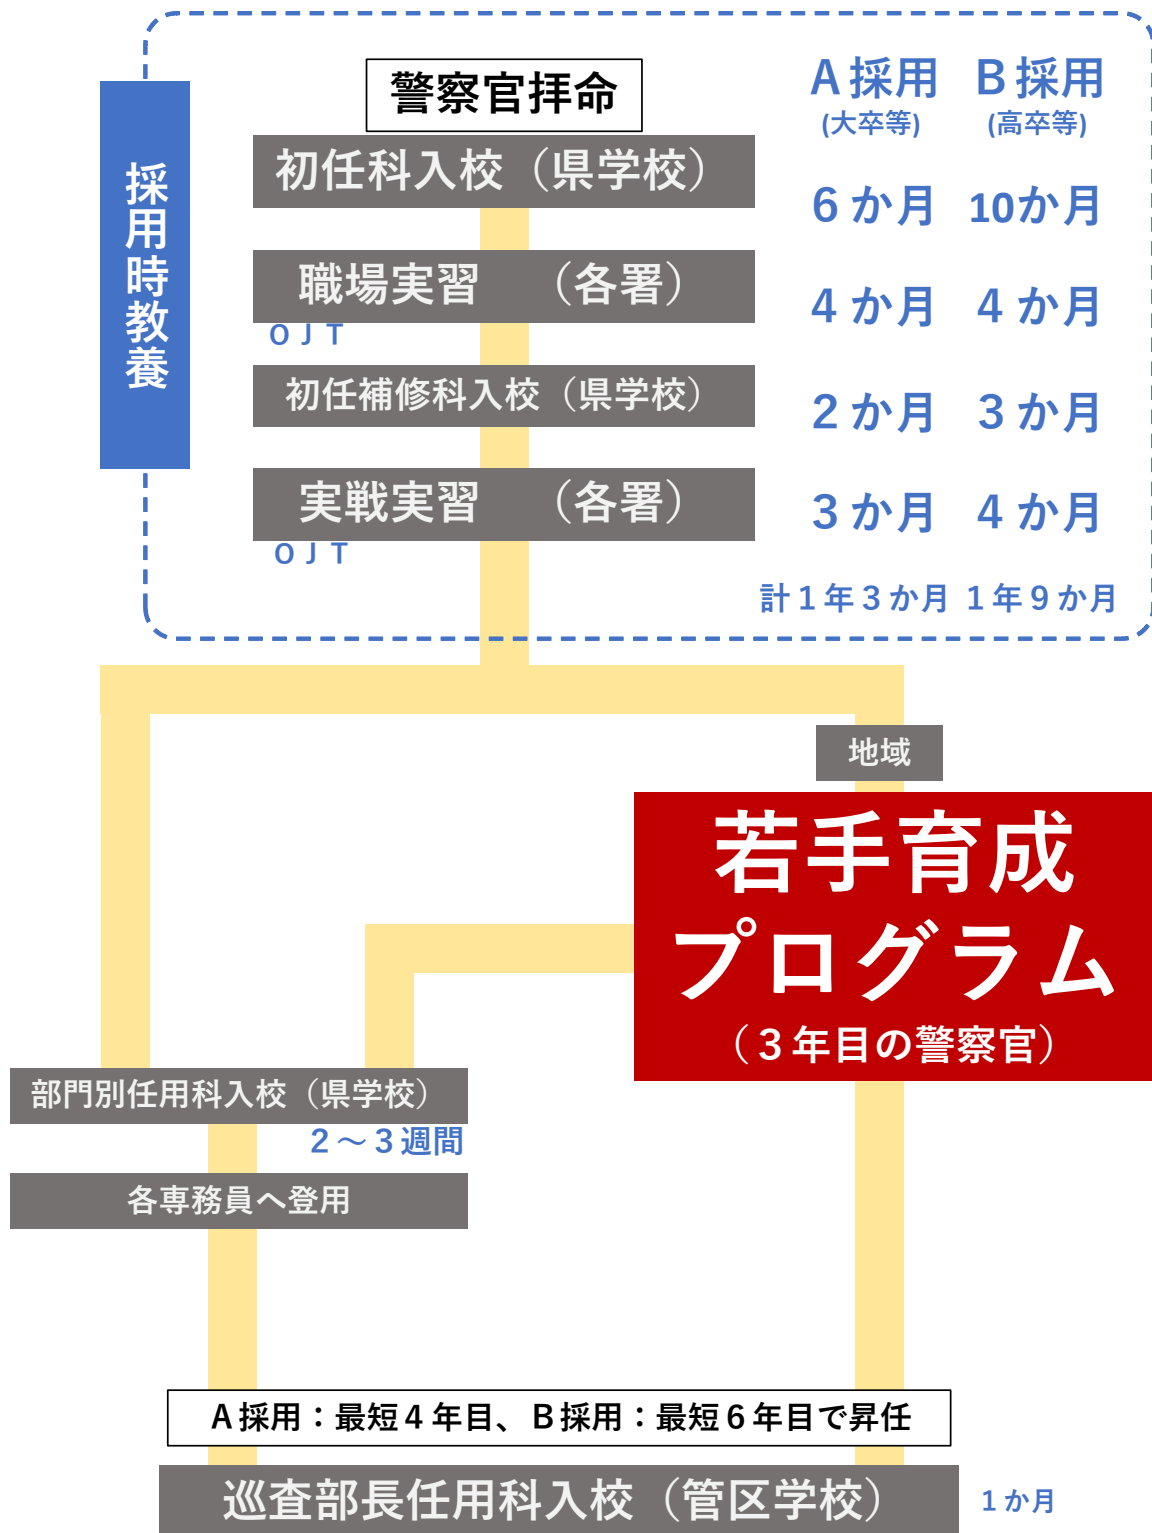 採用時教養
警察官拝命
A採用 B採用
(大卒等) (高卒等)
初任科入校（県学校）
6か月 10か月
職場実習 （各署）
4か月 4か月
OJT
初任補修科入校（県学校）
2か月 3か月
実戦実習 （各署）
3か月 4か月
OJT
計1年3か月 1年9か月
地域
若手育成
プログラム
（3年目の警察官）
部門別任用科入校（県学校）
2～3週間
各専務員へ登用
A採用：最短4年目、B採用：最短6年目で昇任
巡査部長任用科入校（管区学校） 1か月